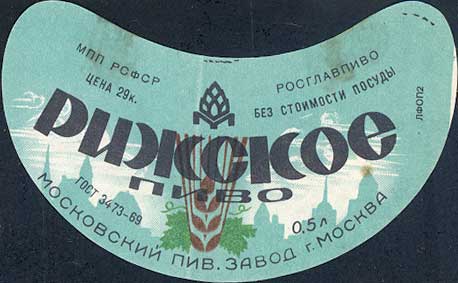 МПП РСФСР
РОСГЛАВПИВО
ЦЕНА 29к.
БЕЗ СТОИМОСТИ ПОСУДЫ
ЛФОП2
РИЖСКОЕ
ПИВО
ГОСТ 3473-69
0,5 л
МОСКОВСКИЙ ПИВ. ЗАВОД г. МОСКВА